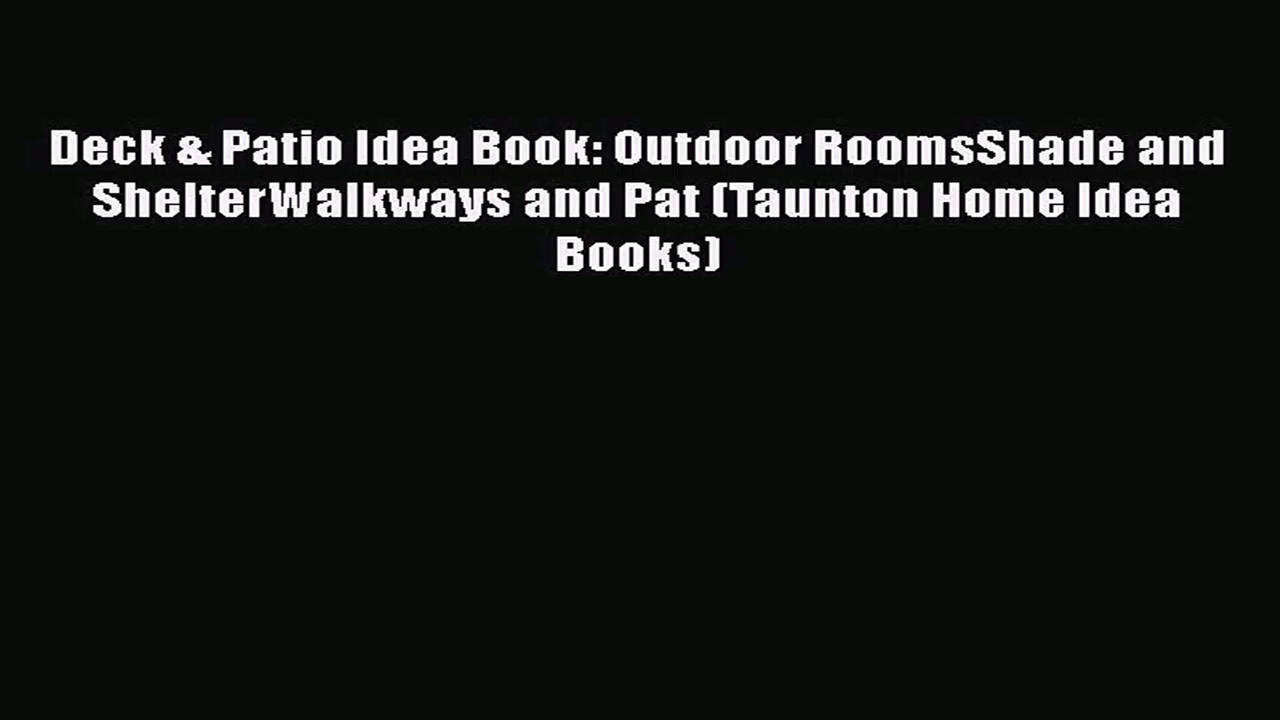 Deck & Patio Idea Book: Outdoor RoomsShade and
ShelterWalkways and Pat (Taunton Home Idea
Books)